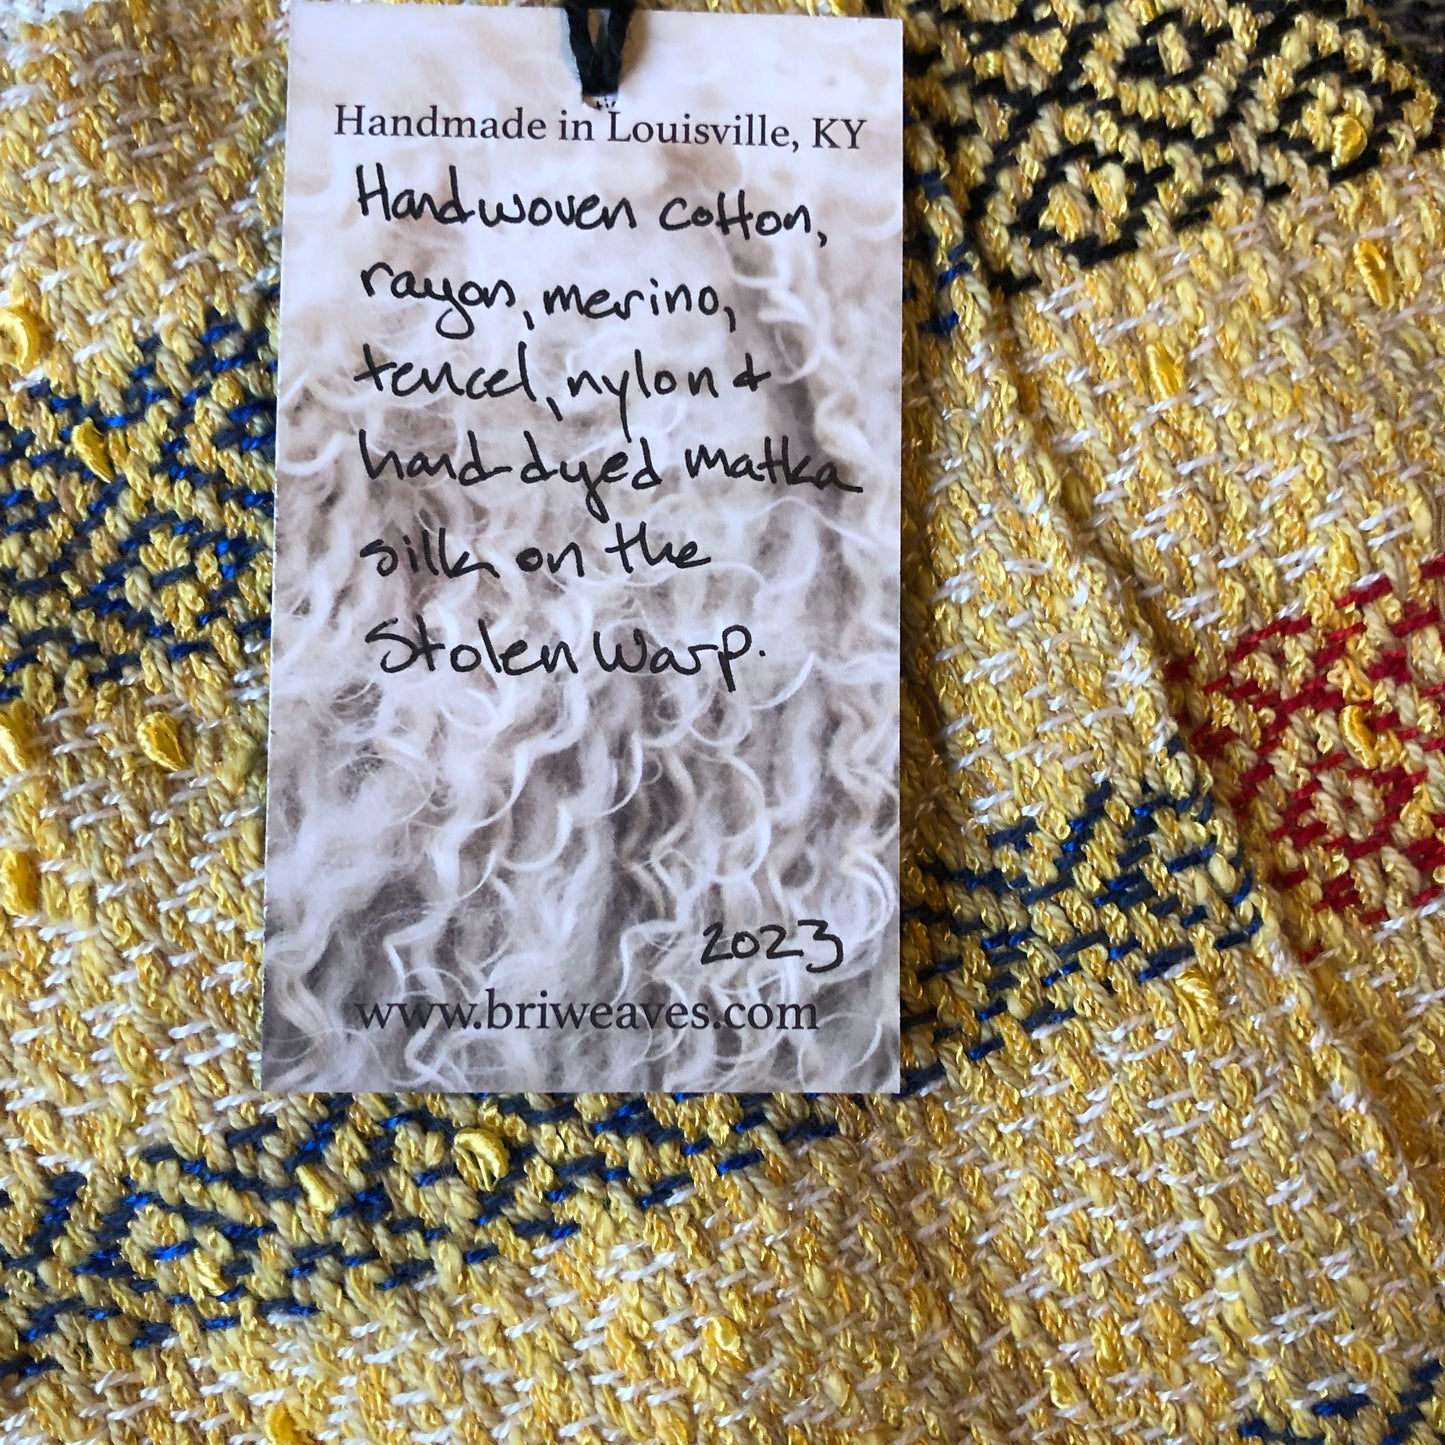 Handmade in Louisville, KY
Handwoven cotton,
rayon, merino,
tencel, nylon &
hand-dyed matka
silk on the
Stolen Warp.
2023
www.briweaves.com